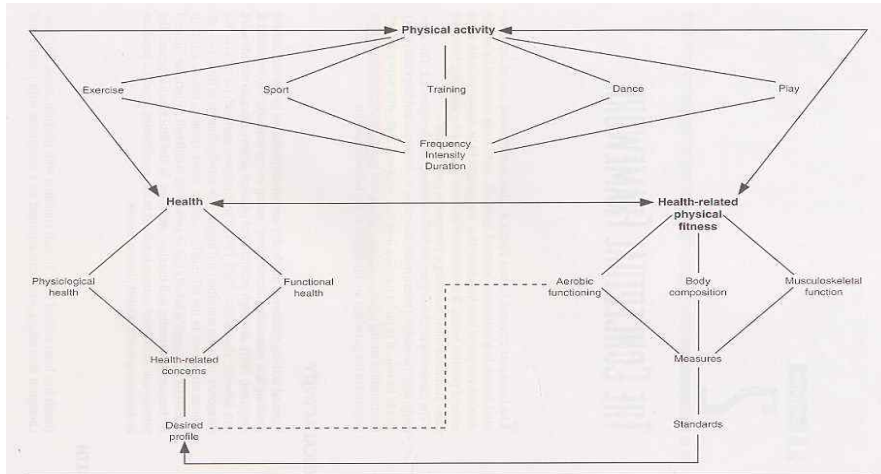 Physical activity
Exercise
Sport
Training
Dance
Play
Frequency
Intensity
Duration
Health
Health-related
physical
fitness
Physiological
health
Functional
health
Aerobic
functioning
Body
composition
Musculoskeletal
function
Health-related
concerns
Measures
Desired
profile
Standards